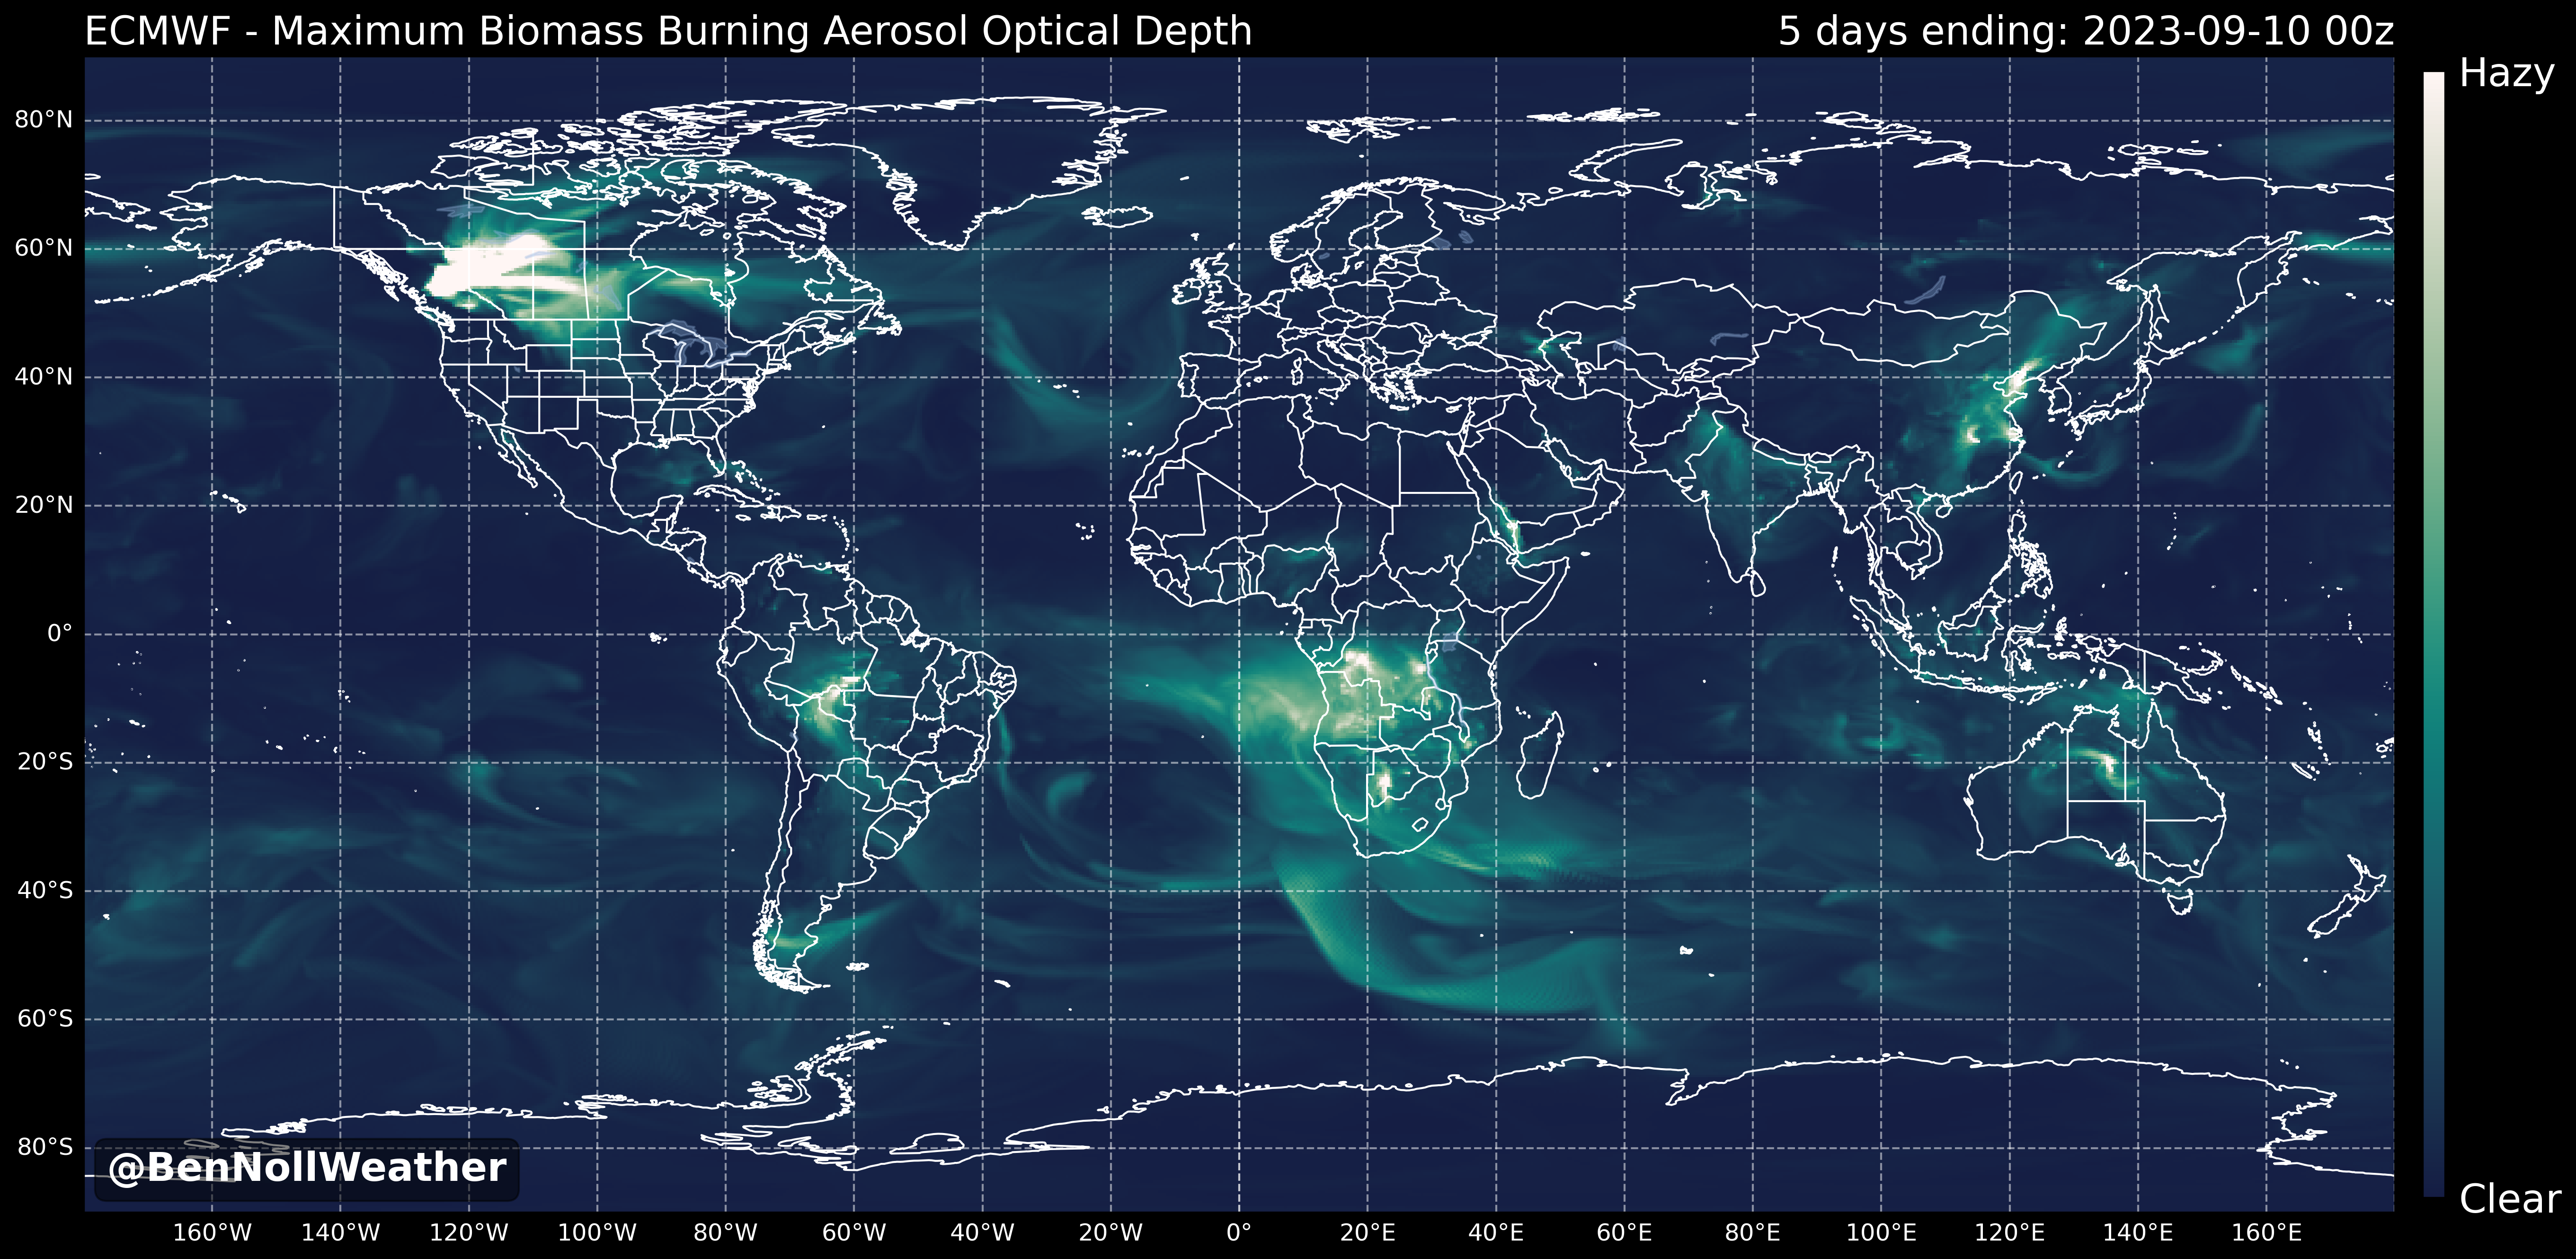 ECMWF - Maximum Biomass Burning Aerosol Optical Depth
5 days ending: 2023-09-10 00z
Hazy
80°N
60°N
40°N
20°N
0°
20°S
40°S
60°S
80°S
Clear
@BenNollWeather
160°W 140°W 120°W 100°W 80°W 60°W 40°W 20°W 0° 20°E 40°E 60°E 80°E 100°E 120°E 140°E 160°E